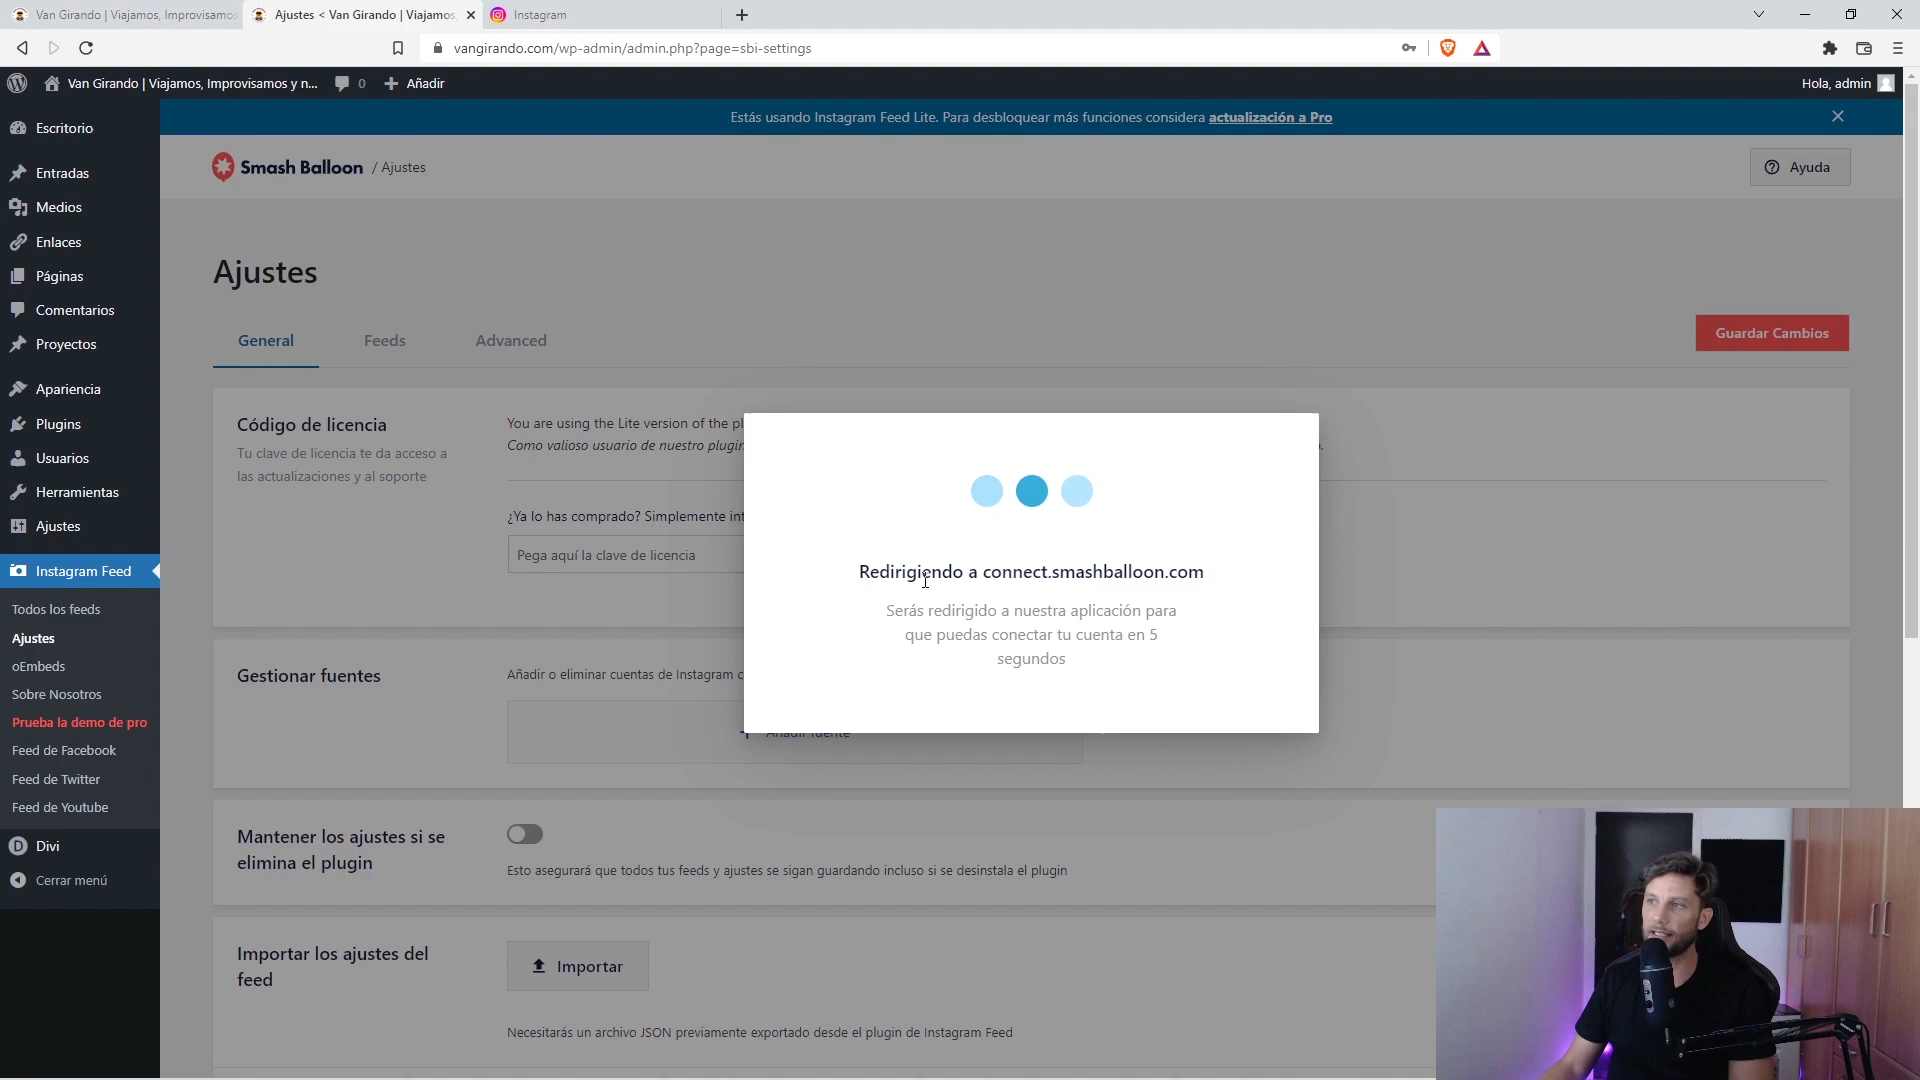 Van Girando | Viajamos, Improvisamos
Ajustes < Van Girando | Viajamos,
Instagram
vangirando.com/wp-admin/admin.php?page=sbi-settings
Van Girando | Viajamos, Improvisamos y n...
0
Añadir
Hola, admin
Estás usando Instagram Feed Lite. Para desbloquear más funciones considera actualización a Pro
Smash Balloon / Ajustes
Ayuda
Escritorio
Entradas
Medios
Enlaces
Páginas
Comentarios
Proyectos
Apariencia
Plugins
Usuarios
Herramientas
Ajustes
Instagram Feed
Todos los feeds
Ajustes
oEmbeds
Sobre Nosotros
Prueba la demo de pro
Feed de Facebook
Feed de Twitter
Feed de Youtube
Divi
Cerrar menú
Ajustes
General
Feeds
Advanced
Guardar Cambios
Código de licencia
Tu clave de licencia te da acceso a
las actualizaciones y al soporte
You are using the Lite version of the
Como valioso usuario de nuestro plugin
¿Ya lo has comprado? Simplemente
Pega aquí la clave de licencia
Redirigiendo a connect.smashballoon.com
Serás redirigido a nuestra aplicación para
que puedas conectar tu cuenta en 5
segundos
Gestionar fuentes
Añadir o eliminar cuentas de Instagram
Añadir fuente
Mantener los ajustes si se
elimina el plugin
Esto asegurará que todos tus feeds y ajustes se sigan guardando incluso si se desinstala el plugin
Importar los ajustes del
feed
Importar
Necesitarás un archivo JSON previamente exportado desde el plugin de Instagram Feed